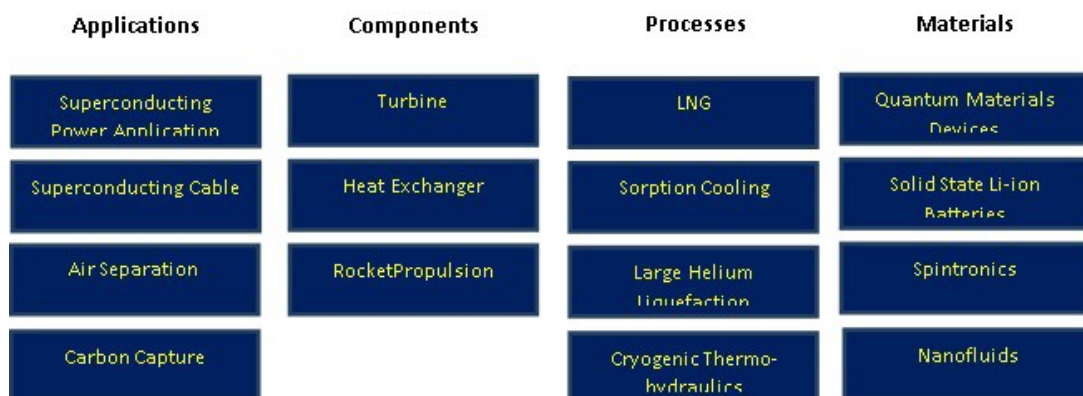 Applications
Components
Processes
Materials
Superconducting
Power Application
Turbine
LNG
Quantum Materials
Devices
Superconducting Cable
Heat Exchanger
Sorption Cooling
Solid State Li-ion
Batteries
Air Separation
RocketPropulsion
Large Helium
Liquefaction
Spintronics
Carbon Capture
Cryogenic Thermo-
hydraulics
Nanofluids